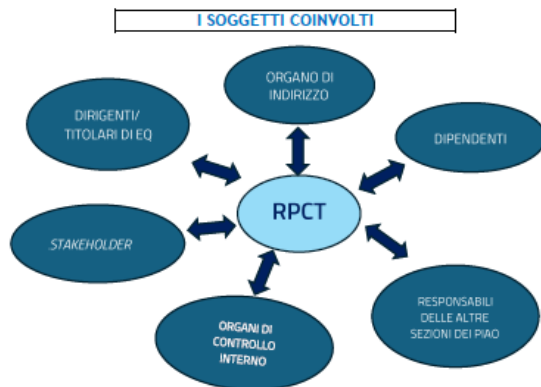 I SOGGETTI COINVOLTI
ORGANO DI
INDIRIZZO
DIRIGENTI/
TITOLARI DI EQ
DIPENDENTI
RPCT
STAKEHOLDER
RESPONSABILI
DELLE ALTRE
SEZIONI DEI PIAO
ORGANI DI
CONTROLLO
INTERNO